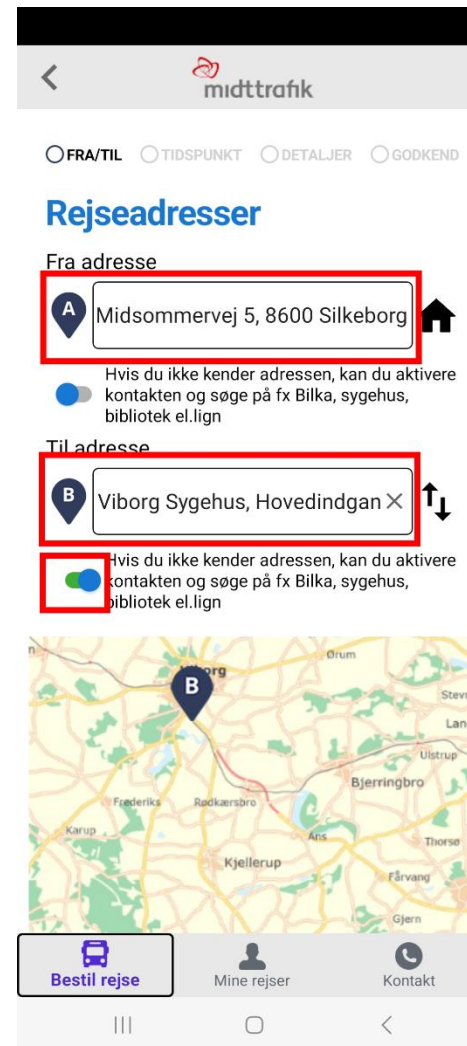 midttrafik
FRA/TIL TIDSPUNKT DETALJER GODKEND
Rejseadresser
Fra adresse
A
Midsommervej 5, 8600 Silkeborg
Hvis du ikke kender adressen, kan du aktivere
kontakten og søge på fx Bilka, sygehus,
bibliotek el.lign
Til adresse
B
Viborg Sygehus, Hovedindgan
Hvis du ikke kender adressen, kan du aktivere
kontakten og søge på fx Bilka, sygehus,
bibliotek el.lign
Ørum
B
Ulstrup
Bjerringbro
Frederiks
Rødkærsbro
Karup
Ans
Thorsø
Kjellerup
Fårvang
Gjern
Bestil rejse Mine rejser Kontakt